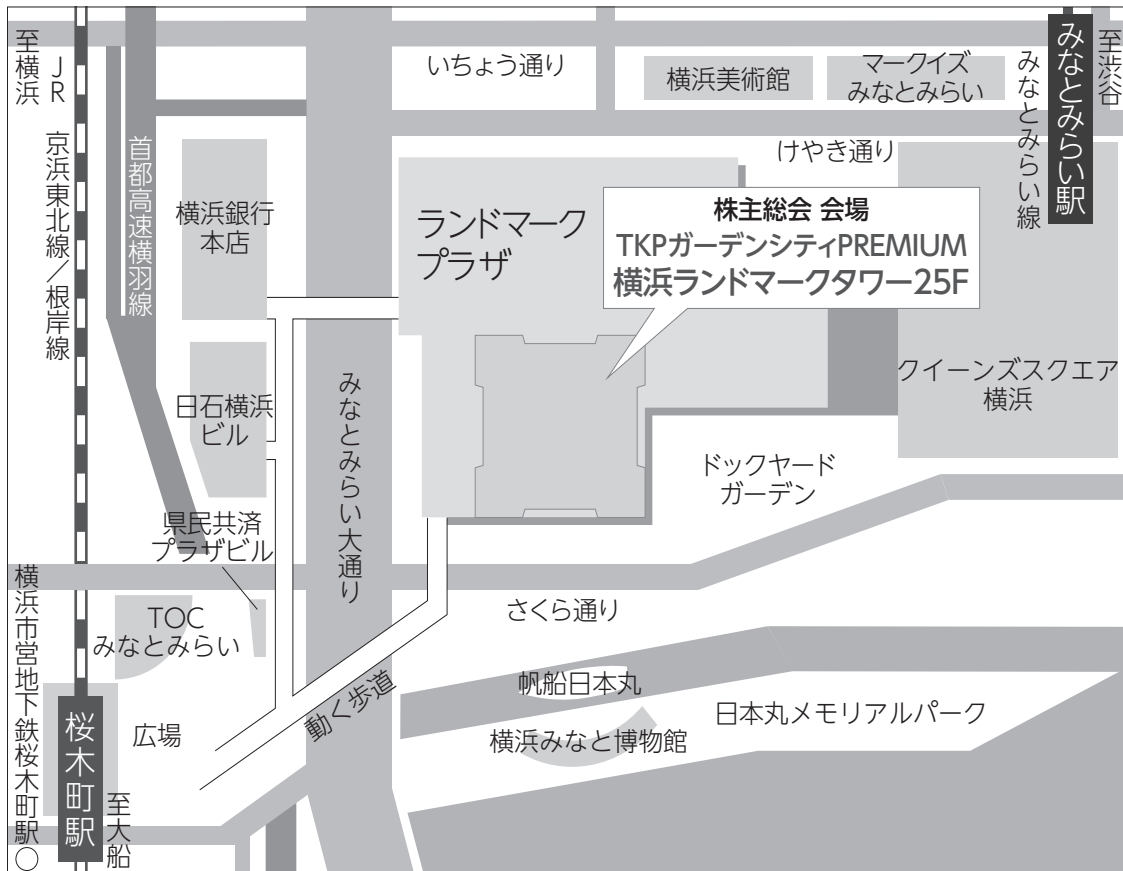 至横浜
JR 京浜東北線／根岸線
首都高速横羽線
いちょう通り
横浜美術館
マークイズ
みなとみらい
みなとみらい線
みなとみらい駅
至渋谷
けやき通り
横浜銀行
本店
ランドマーク
プラザ
株主総会 会場
TKPガーデンシティPREMIUM
横浜ランドマークタワー25F
クイーンズスクエア
横浜
日石横浜
ビル
みなとみらい大通り
ドックヤード
ガーデン
県民共済
プラザビル
さくら通り
TOC
みなとみらい
横浜市営地下鉄桜木町駅○
桜木町駅
広場
動く歩道
帆船日本丸
横浜みなと博物館
日本丸メモリアルパーク
至大船